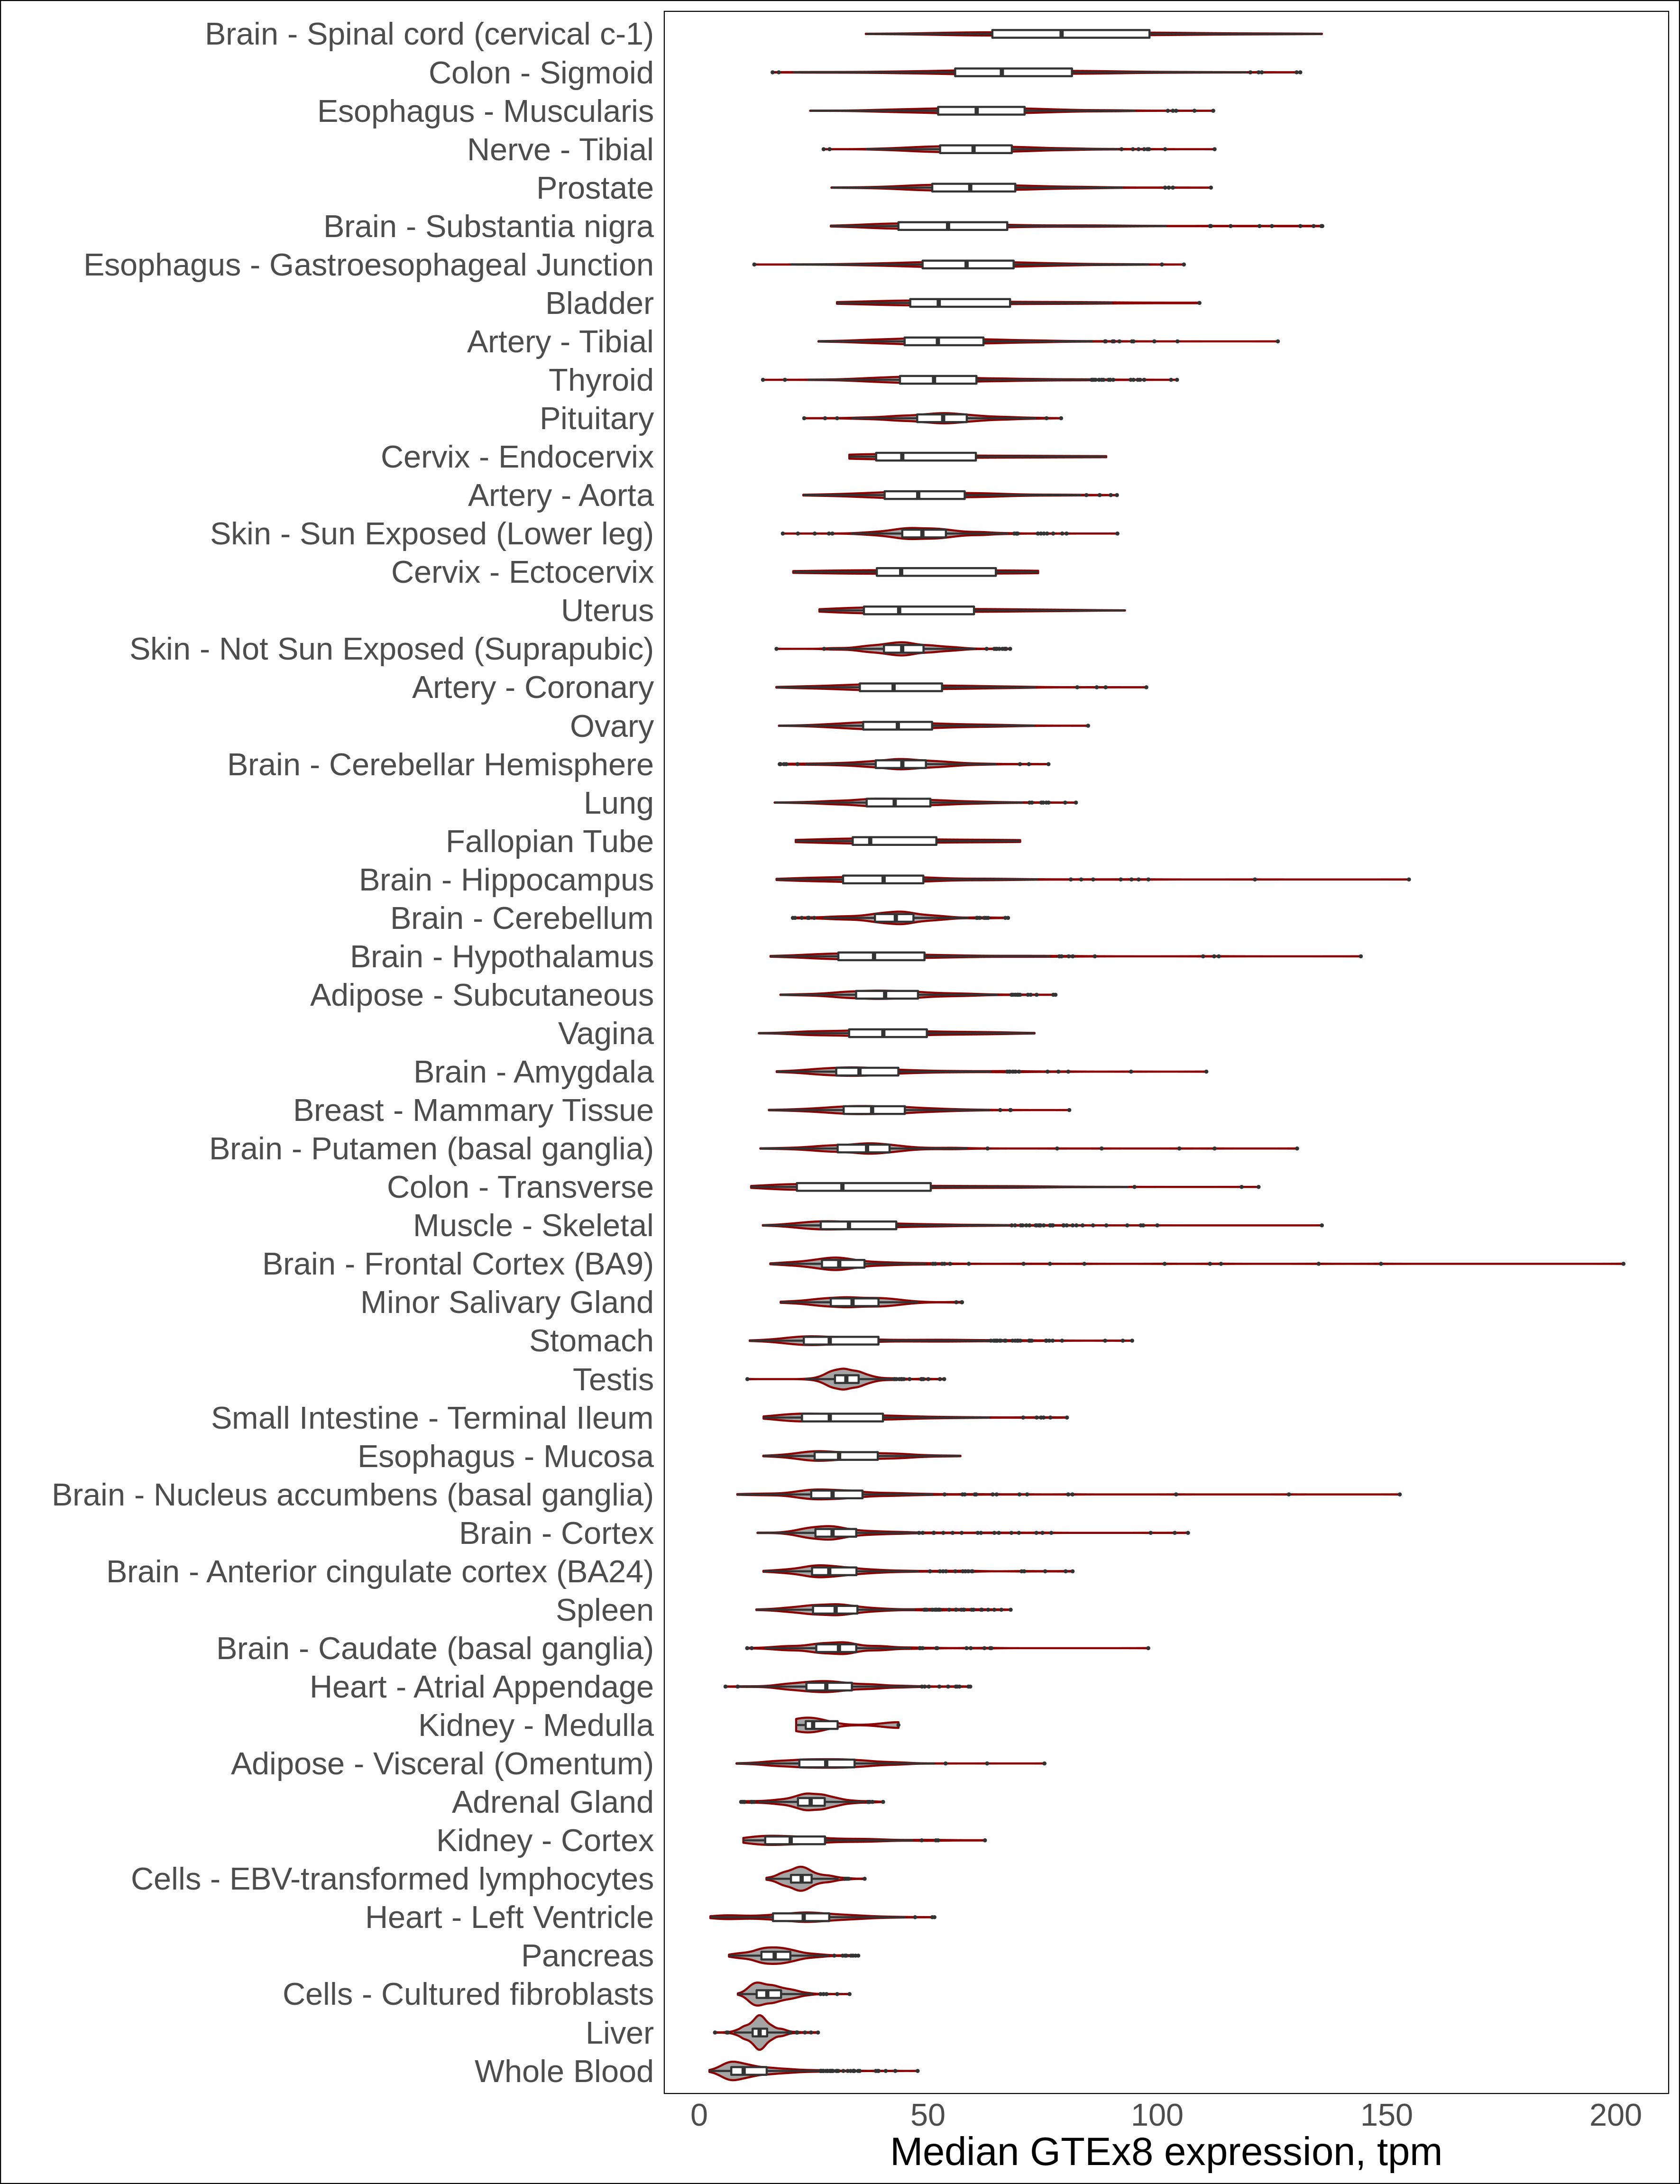 Brain - Spinal cord (cervical c-1)
Colon - Sigmoid
Esophagus - Muscularis
Nerve - Tibial
Prostate
Brain - Substantia nigra
Esophagus - Gastroesophageal Junction
Bladder
Artery - Tibial
Thyroid
Pituitary
Cervix - Endocervix
Artery - Aorta
Skin - Sun Exposed (Lower leg)
Cervix - Ectocervix
Uterus
Skin - Not Sun Exposed (Suprapubic)
Artery - Coronary
Ovary
Brain - Cerebellar Hemisphere
Lung
Fallopian Tube
Brain - Hippocampus
Brain - Cerebellum
Brain - Hypothalamus
Adipose - Subcutaneous
Vagina
Brain - Amygdala
Breast - Mammary Tissue
Brain - Putamen (basal ganglia)
Colon - Transverse
Muscle - Skeletal
Brain - Frontal Cortex (BA9)
Minor Salivary Gland
Stomach
Testis
Small Intestine - Terminal Ileum
Esophagus - Mucosa
Brain - Nucleus accumbens (basal ganglia)
Brain - Cortex
Brain - Anterior cingulate cortex (BA24)
Spleen
Brain - Caudate (basal ganglia)
Heart - Atrial Appendage
Kidney - Medulla
Adipose - Visceral (Omentum)
Adrenal Gland
Kidney - Cortex
Cells - EBV-transformed lymphocytes
Heart - Left Ventricle
Pancreas
Cells - Cultured fibroblasts
Liver
Whole Blood
0 50 100 150 200
Median GTEx8 expression, tpm